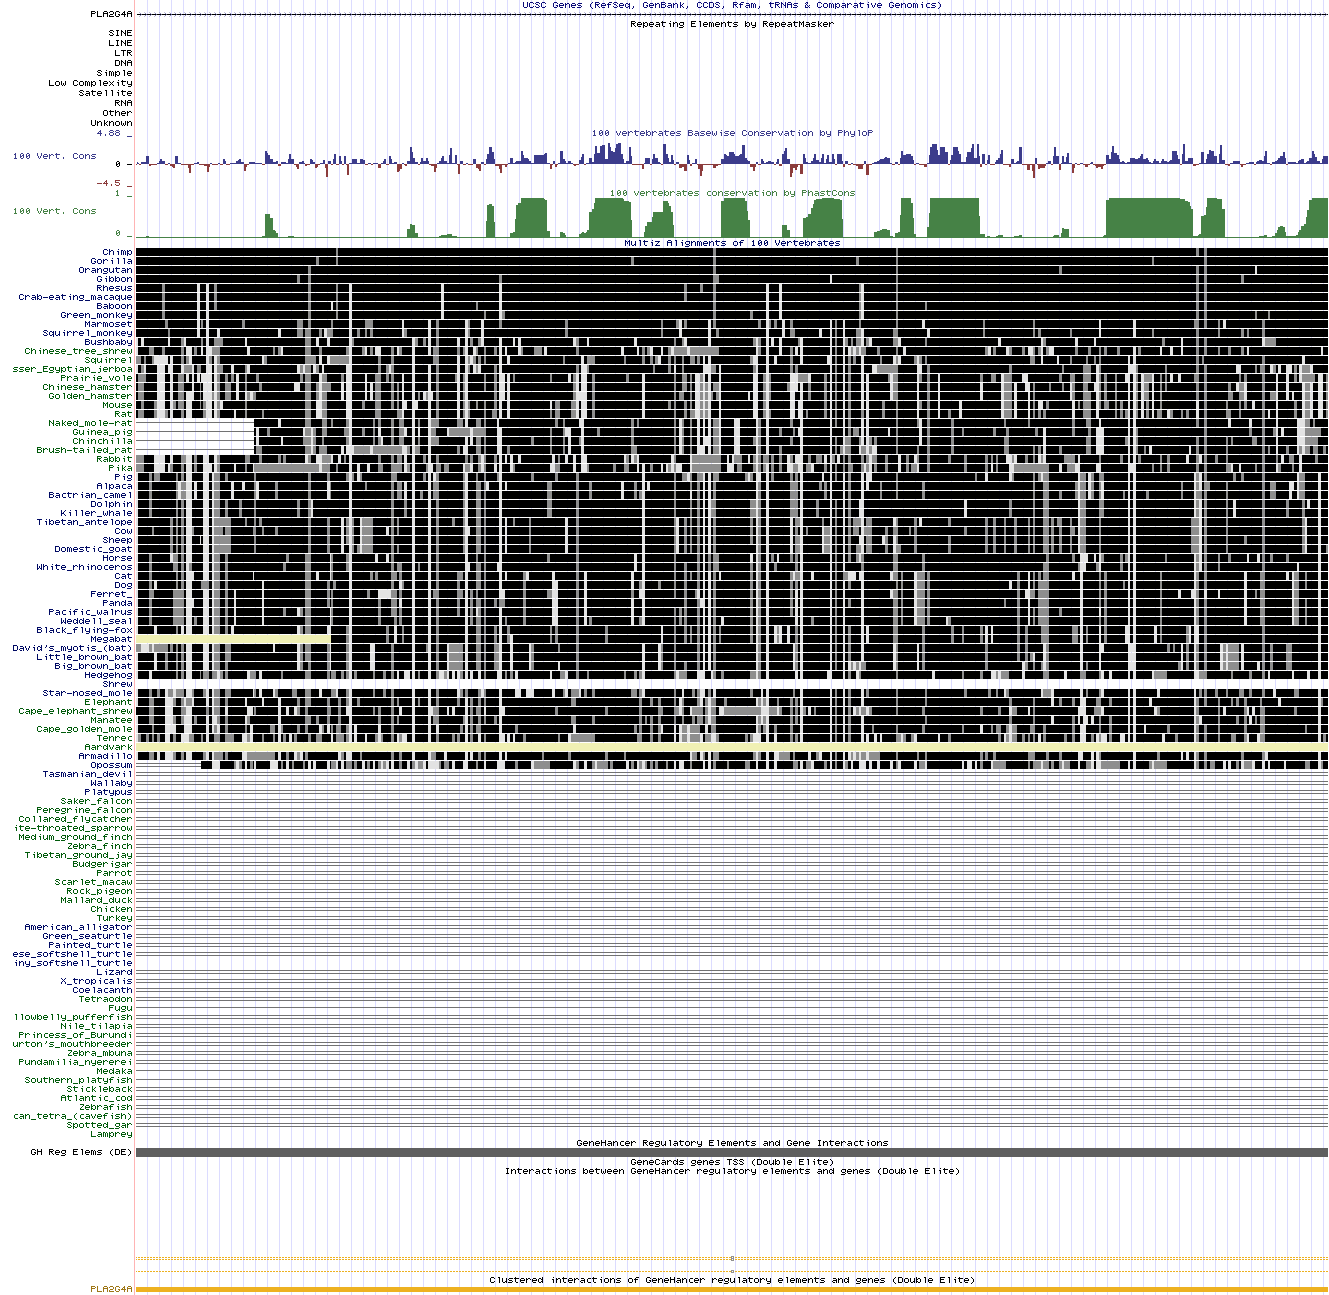 UCSC Genes (RefSeq, GenBank, CCDS, Rfam, tRNAs & Comparative Genomics)
PLA2G4A
Repeating Elements by RepeatMasker
SINE
LINE
LTR
DNA
Simple
Low Complexity
Satellite
RNA
Other
Unknown
4.88 _
100 vertebrates Basewise Conservation by PhyloP
100 Vert. Cons
0 _
-4.5 _
100 vertebrates conservation by PhastCons
1 _
100 Vert. Cons
0 _
Multiz Alignments of 100 Vertebrates
Chimp
Gorilla
Orangutan
Gibbon
Rhesus
Crab-eating_macaque
Baboon
Green_monkey
Marmoset
Squirrel_monkey
Bushbaby
Chinese_tree_shrew
Squirrel
sser_Egyptian_jerboa
Prairie_vole
Chinese_hamster
Golden_hamster
Mouse
Rat
Naked_mole-rat
Guinea_pig
Chinchilla
Brush-tailed_rat
Rabbit
Pika
Pig
Alpaca
Bactrian_camel
Dolphin
Killer_whale
Tibetan_antelope
Cow
Sheep
Domestic_goat
Horse
White_rhinoceros
Cat
Dog
Ferret_
Panda
Pacific_walrus
Weddell_seal
Black_flying-fox
Megabat
David's_myotis_(bat)
Little_brown_bat
Big_brown_bat
Hedgehog
Shrew
Star-nosed_mole
Elephant
Cape_elephant_shrew
Manatee
Cape_golden_mole
Tenrec
Aardvark
Armadillo
Opossum
Tasmanian_devil
Wallaby
Platypus
Saker_falcon
Peregrine_falcon
Collared_flycatcher
ite-throated_sparrow
Medium_ground_finch
Zebra_finch
Tibetan_ground_jay
Budgerigar
Parrot
Scarlet_macaw
Rock_pigeon
Mallard_duck
Chicken
Turkey
American_alligator
Green_seaturtle
Painted_turtle
ese_softshell_turtle
iny_softshell_turtle
Lizard
X_tropicalis
Coelacanth
Tetraodon
Fugu
llowbelly_pufferfish
Nile_tilapia
Princess_of_Burundi
urton's_mouthbreeder
Zebra_mbuna
Pundamilia_nyererei
Medaka
Southern_platyfish
Stickleback
Atlantic_cod
Zebrafish
can_tetra_(cavefish)
Spotted_gar
Lamprey
GeneHancer Regulatory Elements and Gene Interactions
GH Reg Elems (DE)
GeneCards genes TSS (Double Elite)
Interactions between GeneHancer regulatory elements and genes (Double Elite)
Clustered interactions of GeneHancer regulatory elements and genes (Double Elite)
PLA2G4A